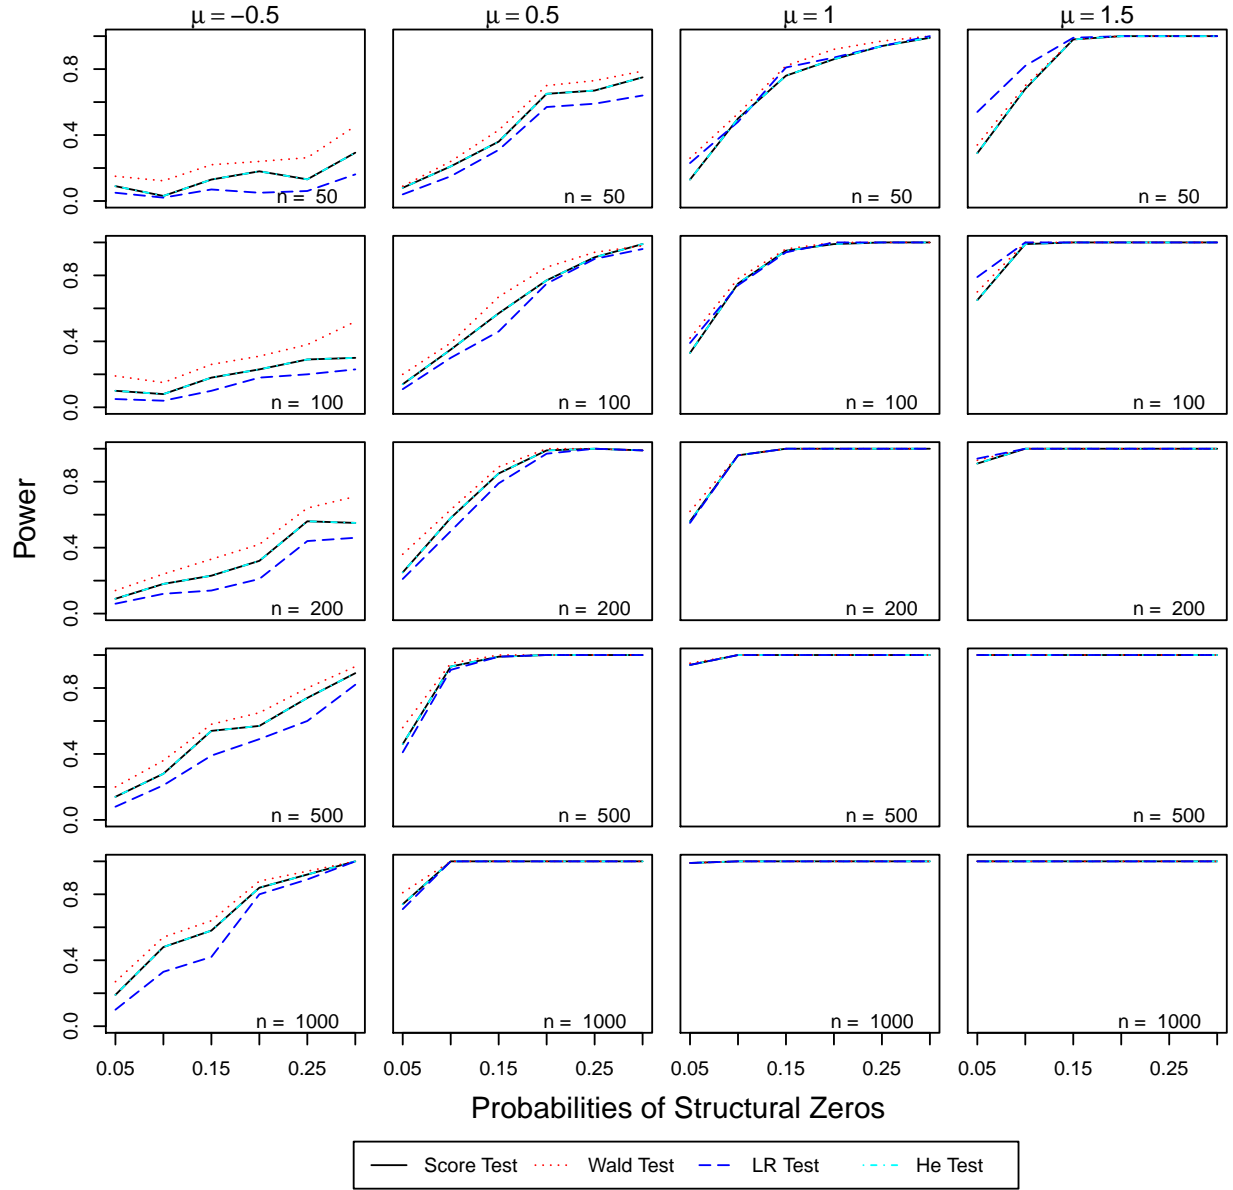 μ = −0.5 μ = 0.5 μ = 1 μ = 1.5
0.8
0.4
0.0
n = 50 n = 50 n = 50 n = 50
0.8
0.4
0.0
n = 100 n = 100 n = 100 n = 100
Power
0.8
0.4
0.0
n = 200 n = 200 n = 200 n = 200
0.8
0.4
0.0
n = 500 n = 500 n = 500 n = 500
0.8
0.4
0.0
n = 1000 n = 1000 n = 1000 n = 1000
0.05 0.15 0.25 0.05 0.15 0.25 0.05 0.15 0.25 0.05 0.15 0.25
Probabilities of Structural Zeros
Score Test Wald Test LR Test He Test